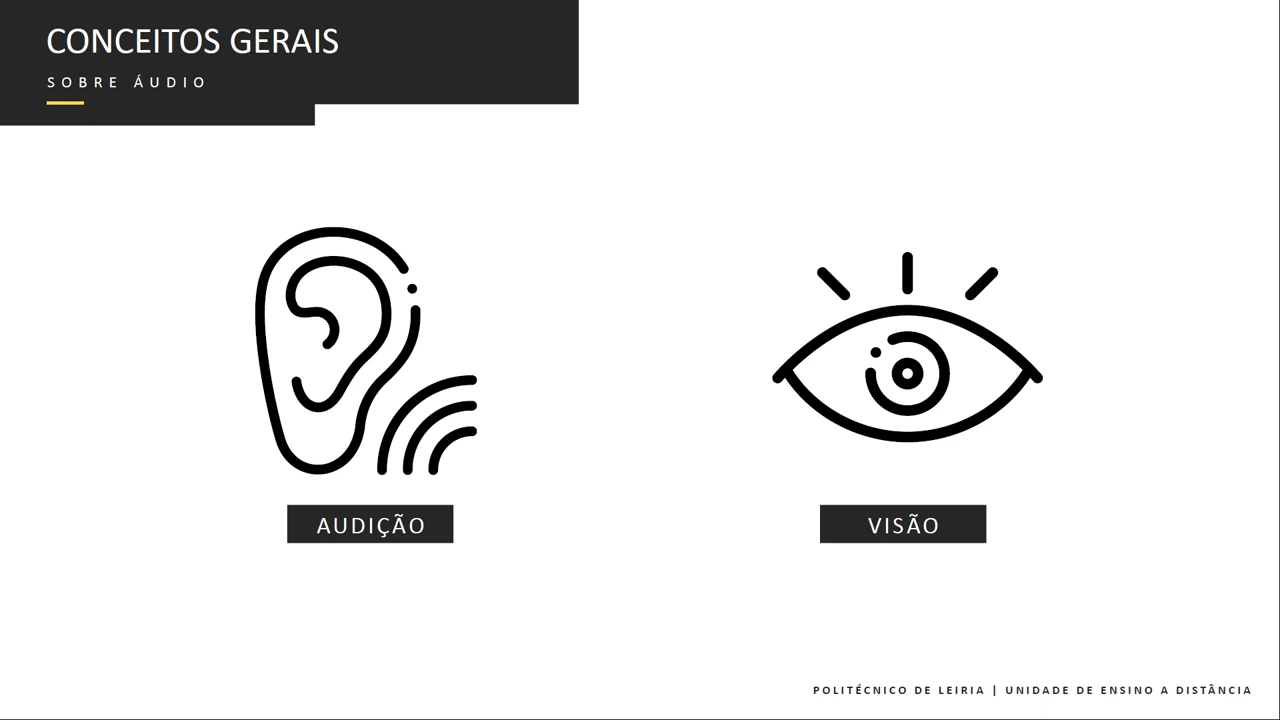 CONCEITOS GERAIS
SOBRE ÁUDIO
AUDIÇÃO
VISÃO
POLITÉCNICO DE LEIRIA | UNIDADE DE ENSINO A DISTÂNCIA